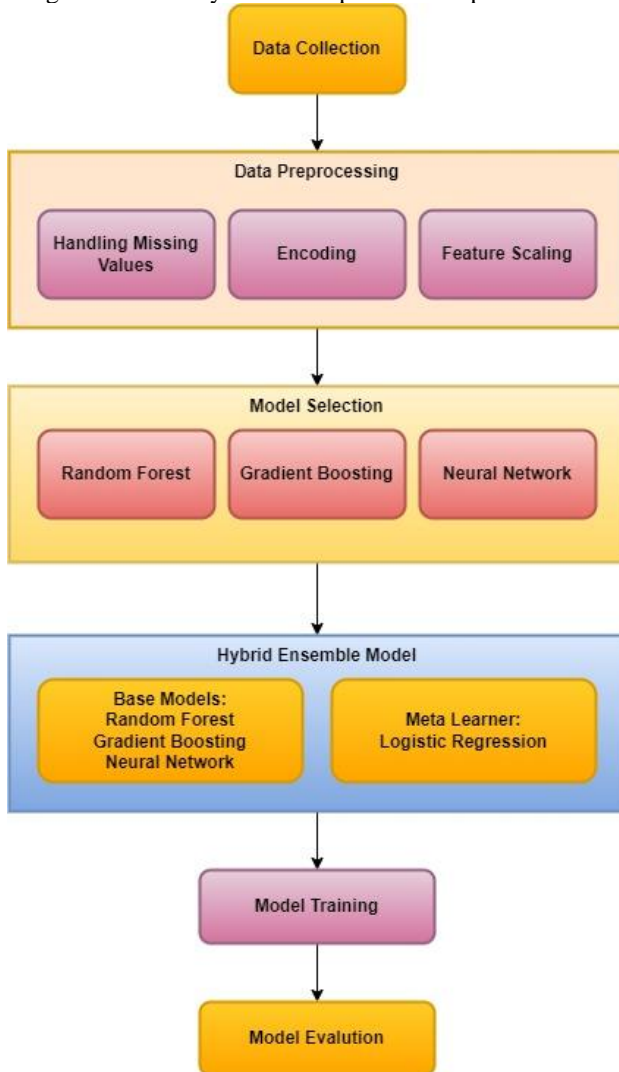 Data Collection
Data Preprocessing
Handling Missing
Values
Encoding
Feature Scaling
Model Selection
Random Forest
Gradient Boosting
Neural Network
Hybrid Ensemble Model
Base Models:
Random Forest
Gradient Boosting
Neural Network
Meta Learner:
Logistic Regression
Model Training
Model Evalution